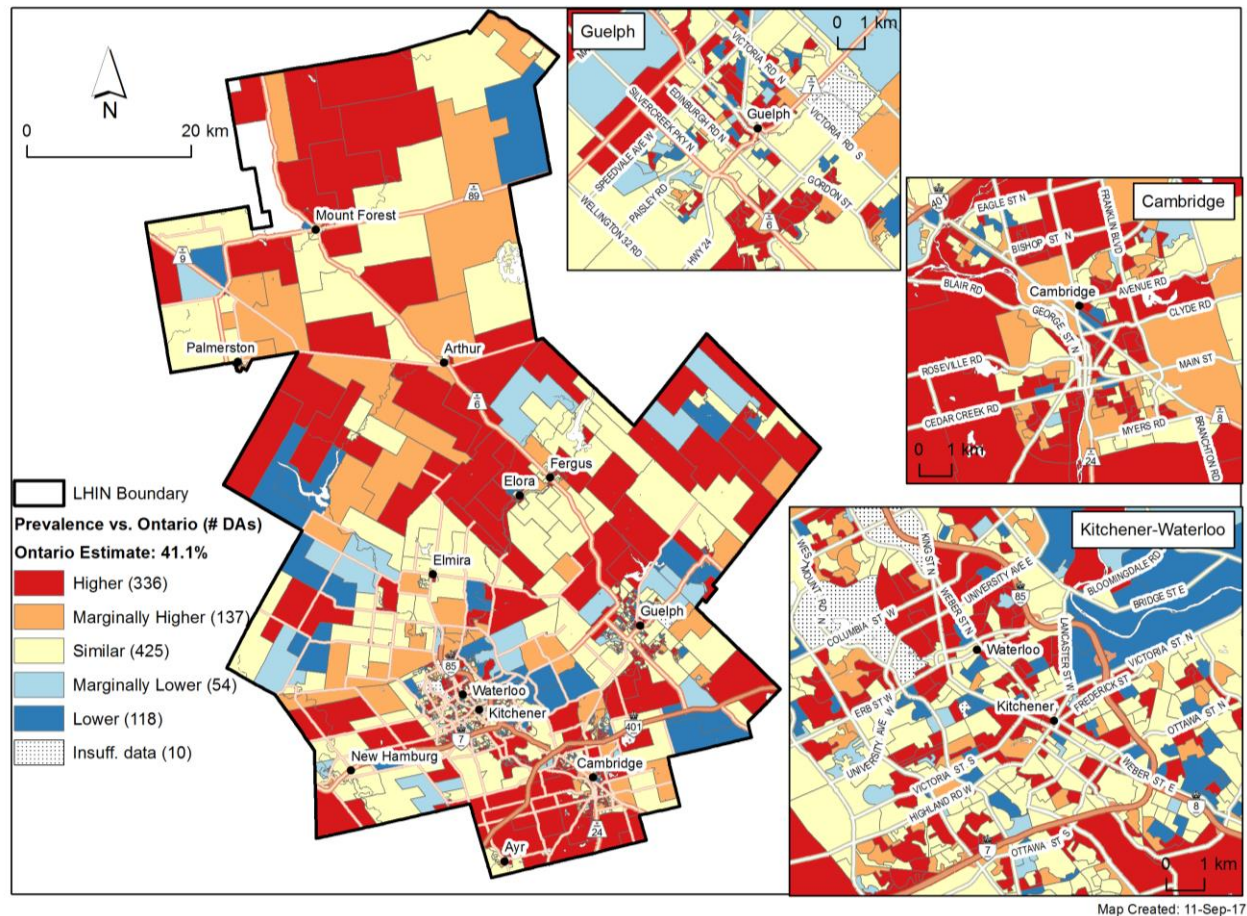 N
0
20 km
89
Mount Forest
9
Palmerston
Arthur
6
Fergus
Elora
Elmira
Guelph
85
Waterloo
Kitchener
401
7
New Hamburg
Cambridge
24
Ayr
LHIN Boundary
Prevalence vs. Ontario (# DAs)
Ontario Estimate: 41.1%
Higher (336)
Marginally Higher (137)
Similar (425)
Marginally Lower (54)
Lower (118)
Insuff. data (10)
Guelph
0 1 km
VICTORIA RD N
7
SILVERCREEK PKY N
EDINBURGH RD N
Guelph
VICTORIA RD S
SPEEDVALE AVE W
PAISLEY RD
GORDON ST
WELLINGTON 32 RD
HWY 24
6
Cambridge
401
EAGLE ST N
FRANKLIN BLVD
BISHOP ST N
BLAIR RD
Cambridge
AVENUE RD
CLYDE RD
GEORGE ST N
ROSEVILLE RD
MAIN ST
CEDAR CREEK RD
MYERS RD
8
BRANCHTON RD
24
0 1 km
Kitchener-Waterloo
WESTMOUNT RD N
KING ST N
UNIVERSITY AVE E
85
BLOOMINGDALE RD
BRIDGE ST E
WEBER ST N
COLUMBIA ST W
LANCASTER ST W
Waterloo
VICTORIA ST N
FREDERICK ST
ERB ST W
Kitchener
OTTAWA ST N
UNIVERSITY AVE W
VICTORIA ST S
WEBER ST E
HIGHLAND RD W
8
7
OTTAWA ST S
0 1 km
Map Created: 11-Sep-17